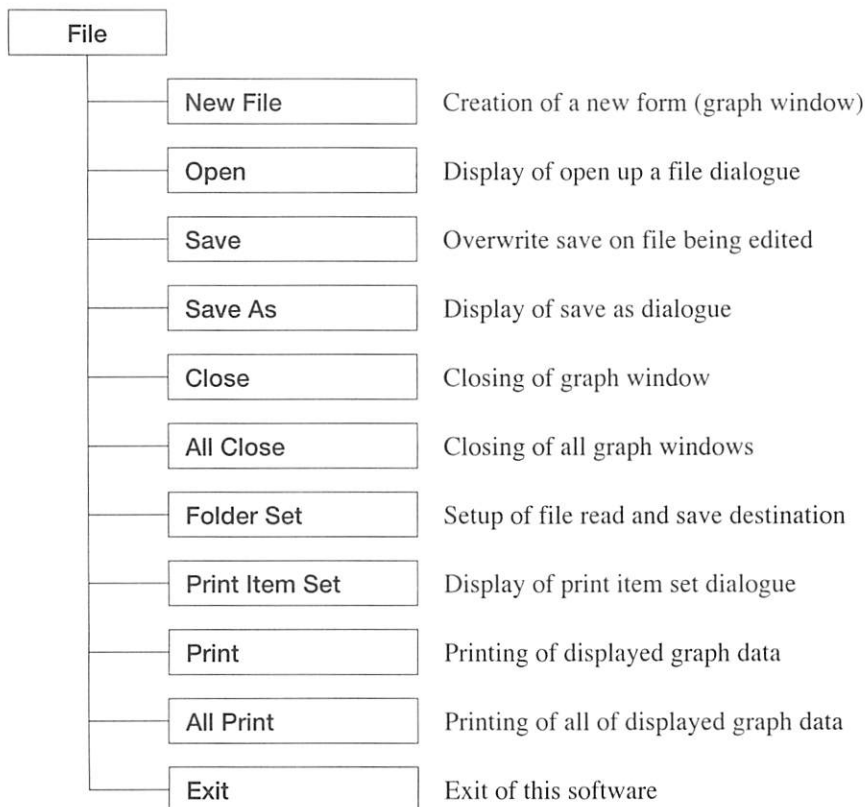 File
New File Creation of a new form (graph window)
Open Display of open up a file dialogue
Save Overwrite save on file being edited
Save As Display of save as dialogue
Close Closing of graph window
All Close Closing of all graph windows
Folder Set Setup of file read and save destination
Print Item Set Display of print item set dialogue
Print Printing of displayed graph data
All Print Printing of all of displayed graph data
Exit Exit of this software